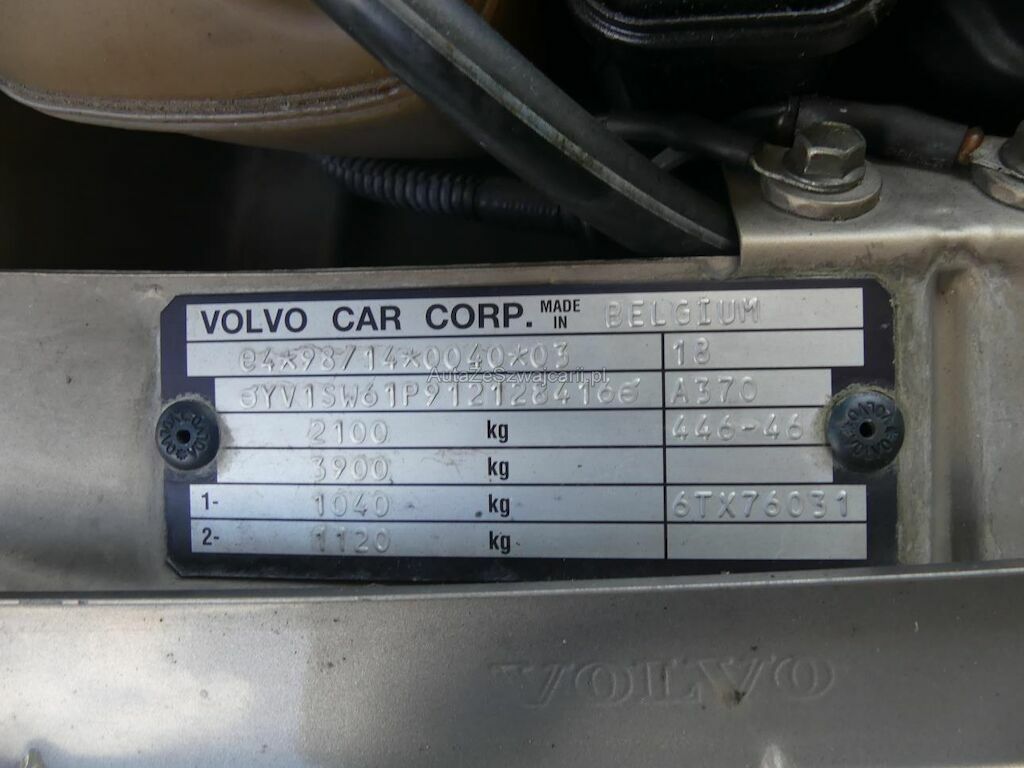 VOLVO CAR CORP. MADE IN BELGIUM
e4*98/14*0040*03 18
YV1SW61P912128416 A370
2100 kg 446-46
3900 kg
1- 1040 kg 6TX76031
2- 1120 kg
AutaZeSzwajcarii.pl
VOLVO